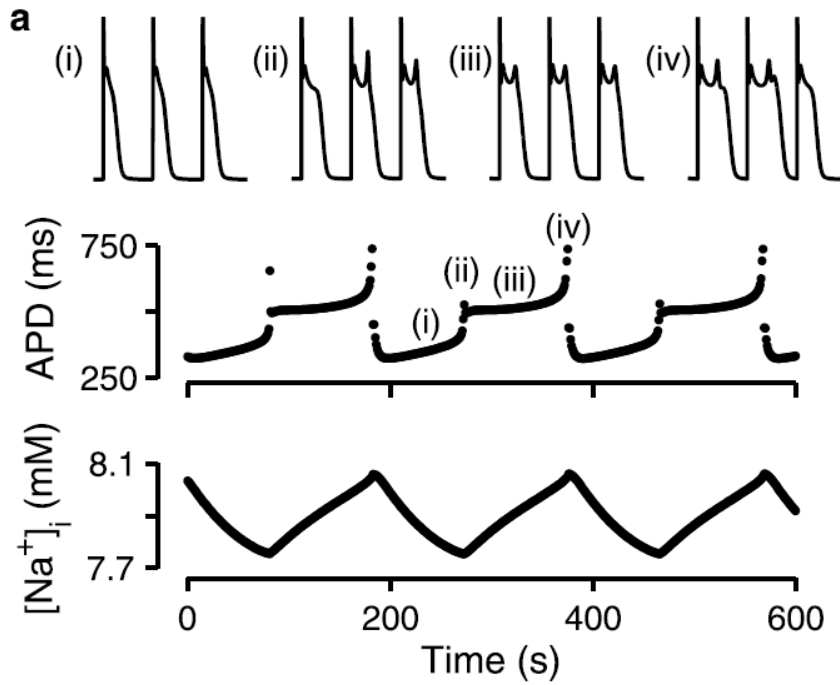 a
(i) (ii) (iii) (iv)
APD (ms)
750
250
(i) (ii) (iii) (iv)
[Na+]i (mM)
8.1
7.7
0 200 400 600
Time (s)